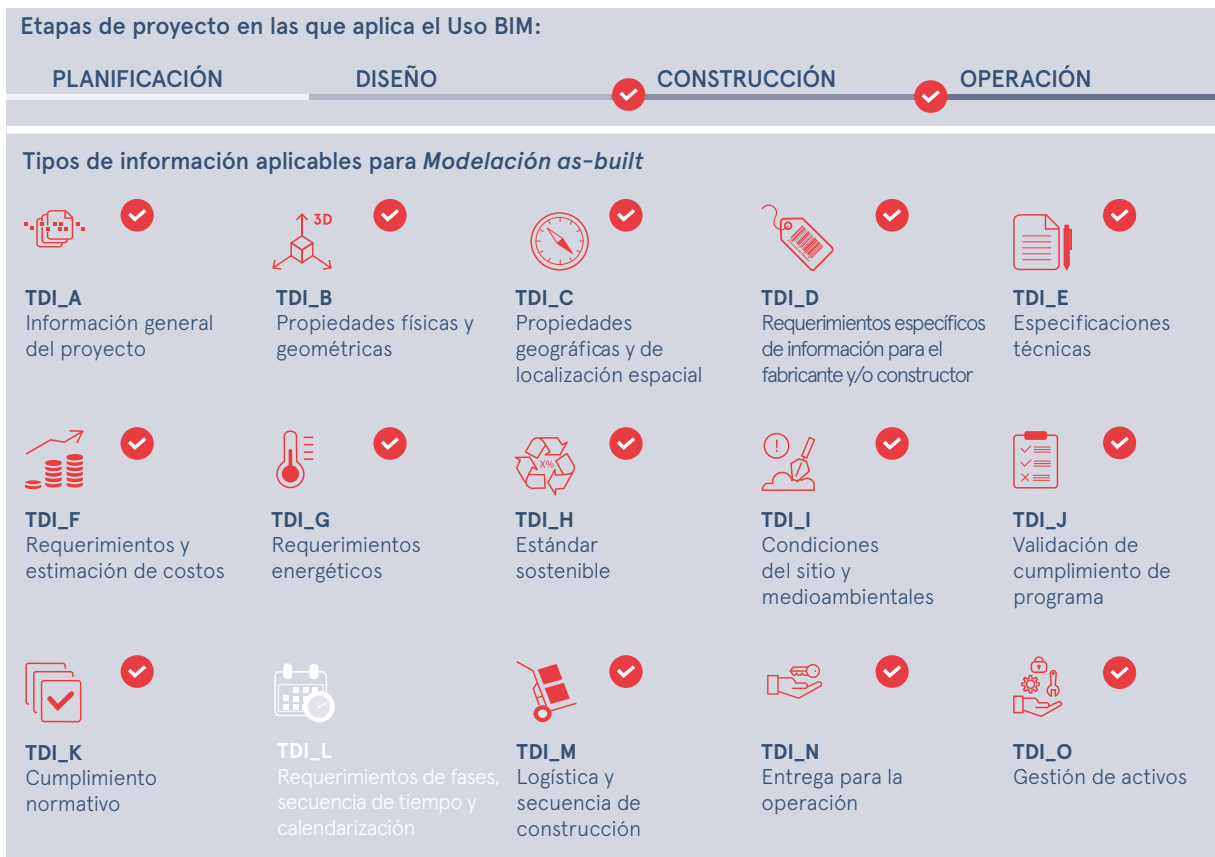 Etapas de proyecto en las que aplica el Uso BIM:
PLANIFICACIÓN
DISEÑO
CONSTRUCCIÓN
OPERACIÓN
Tipos de información aplicables para Modelación as-built
3D
TDI_A
Información general
del proyecto
TDI_B
Propiedades físicas y
geométricas
TDI_C
Propiedades
geográficas y de
localización espacial
TDI_D
Requerimientos específicos
de información para el
fabricante y/o constructor
TDI_E
Especificaciones
técnicas
X%
TDI_F
Requerimientos y
estimación de costos
TDI_G
Requerimientos
energéticos
TDI_H
Estándar
sostenible
TDI_I
Condiciones
del sitio y
medioambientales
TDI_J
Validación de
cumplimiento de
programa
TDI_K
Cumplimiento
normativo
TDI_L
Requerimientos de fases,
secuencia de tiempo y
calendarización
TDI_M
Logística y
secuencia de
construcción
TDI_N
Entrega para la
operación
TDI_O
Gestión de activos